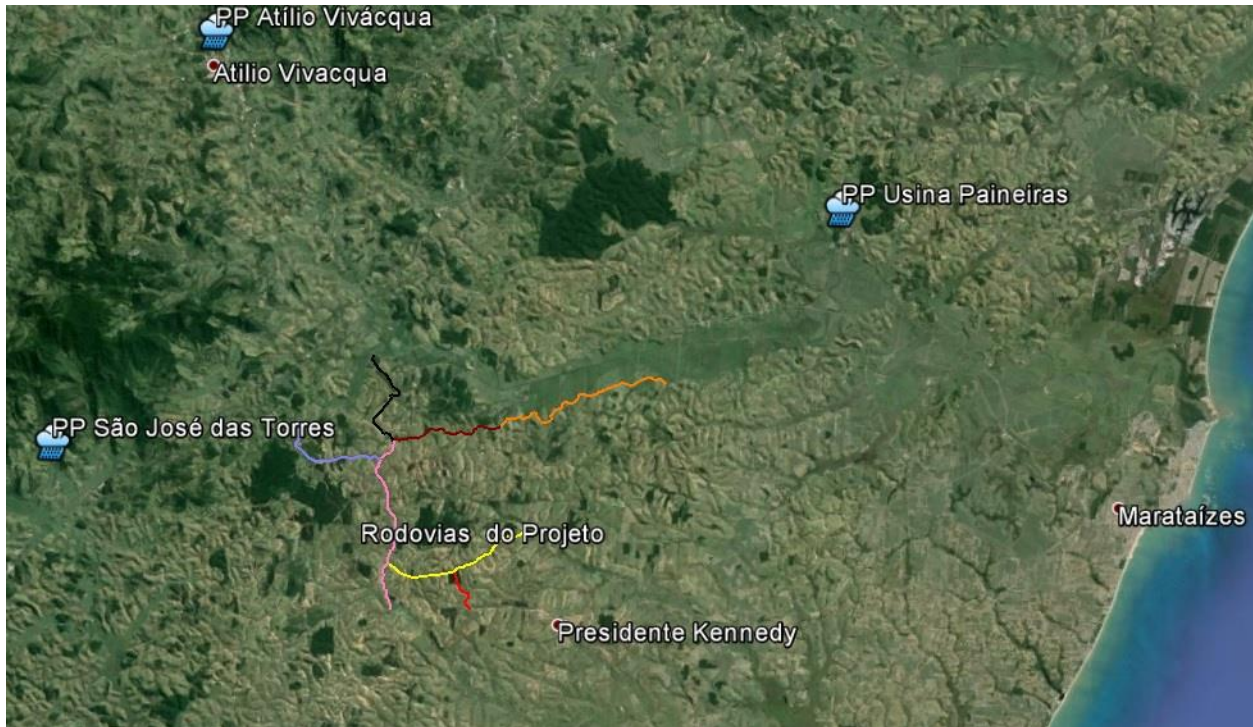 PP Atílio Vivácqua
Atilio Vivacqua
PP Usina Paineiras
PP São José das Torres
Marataízes
Rodovias do Projeto
Presidente Kennedy